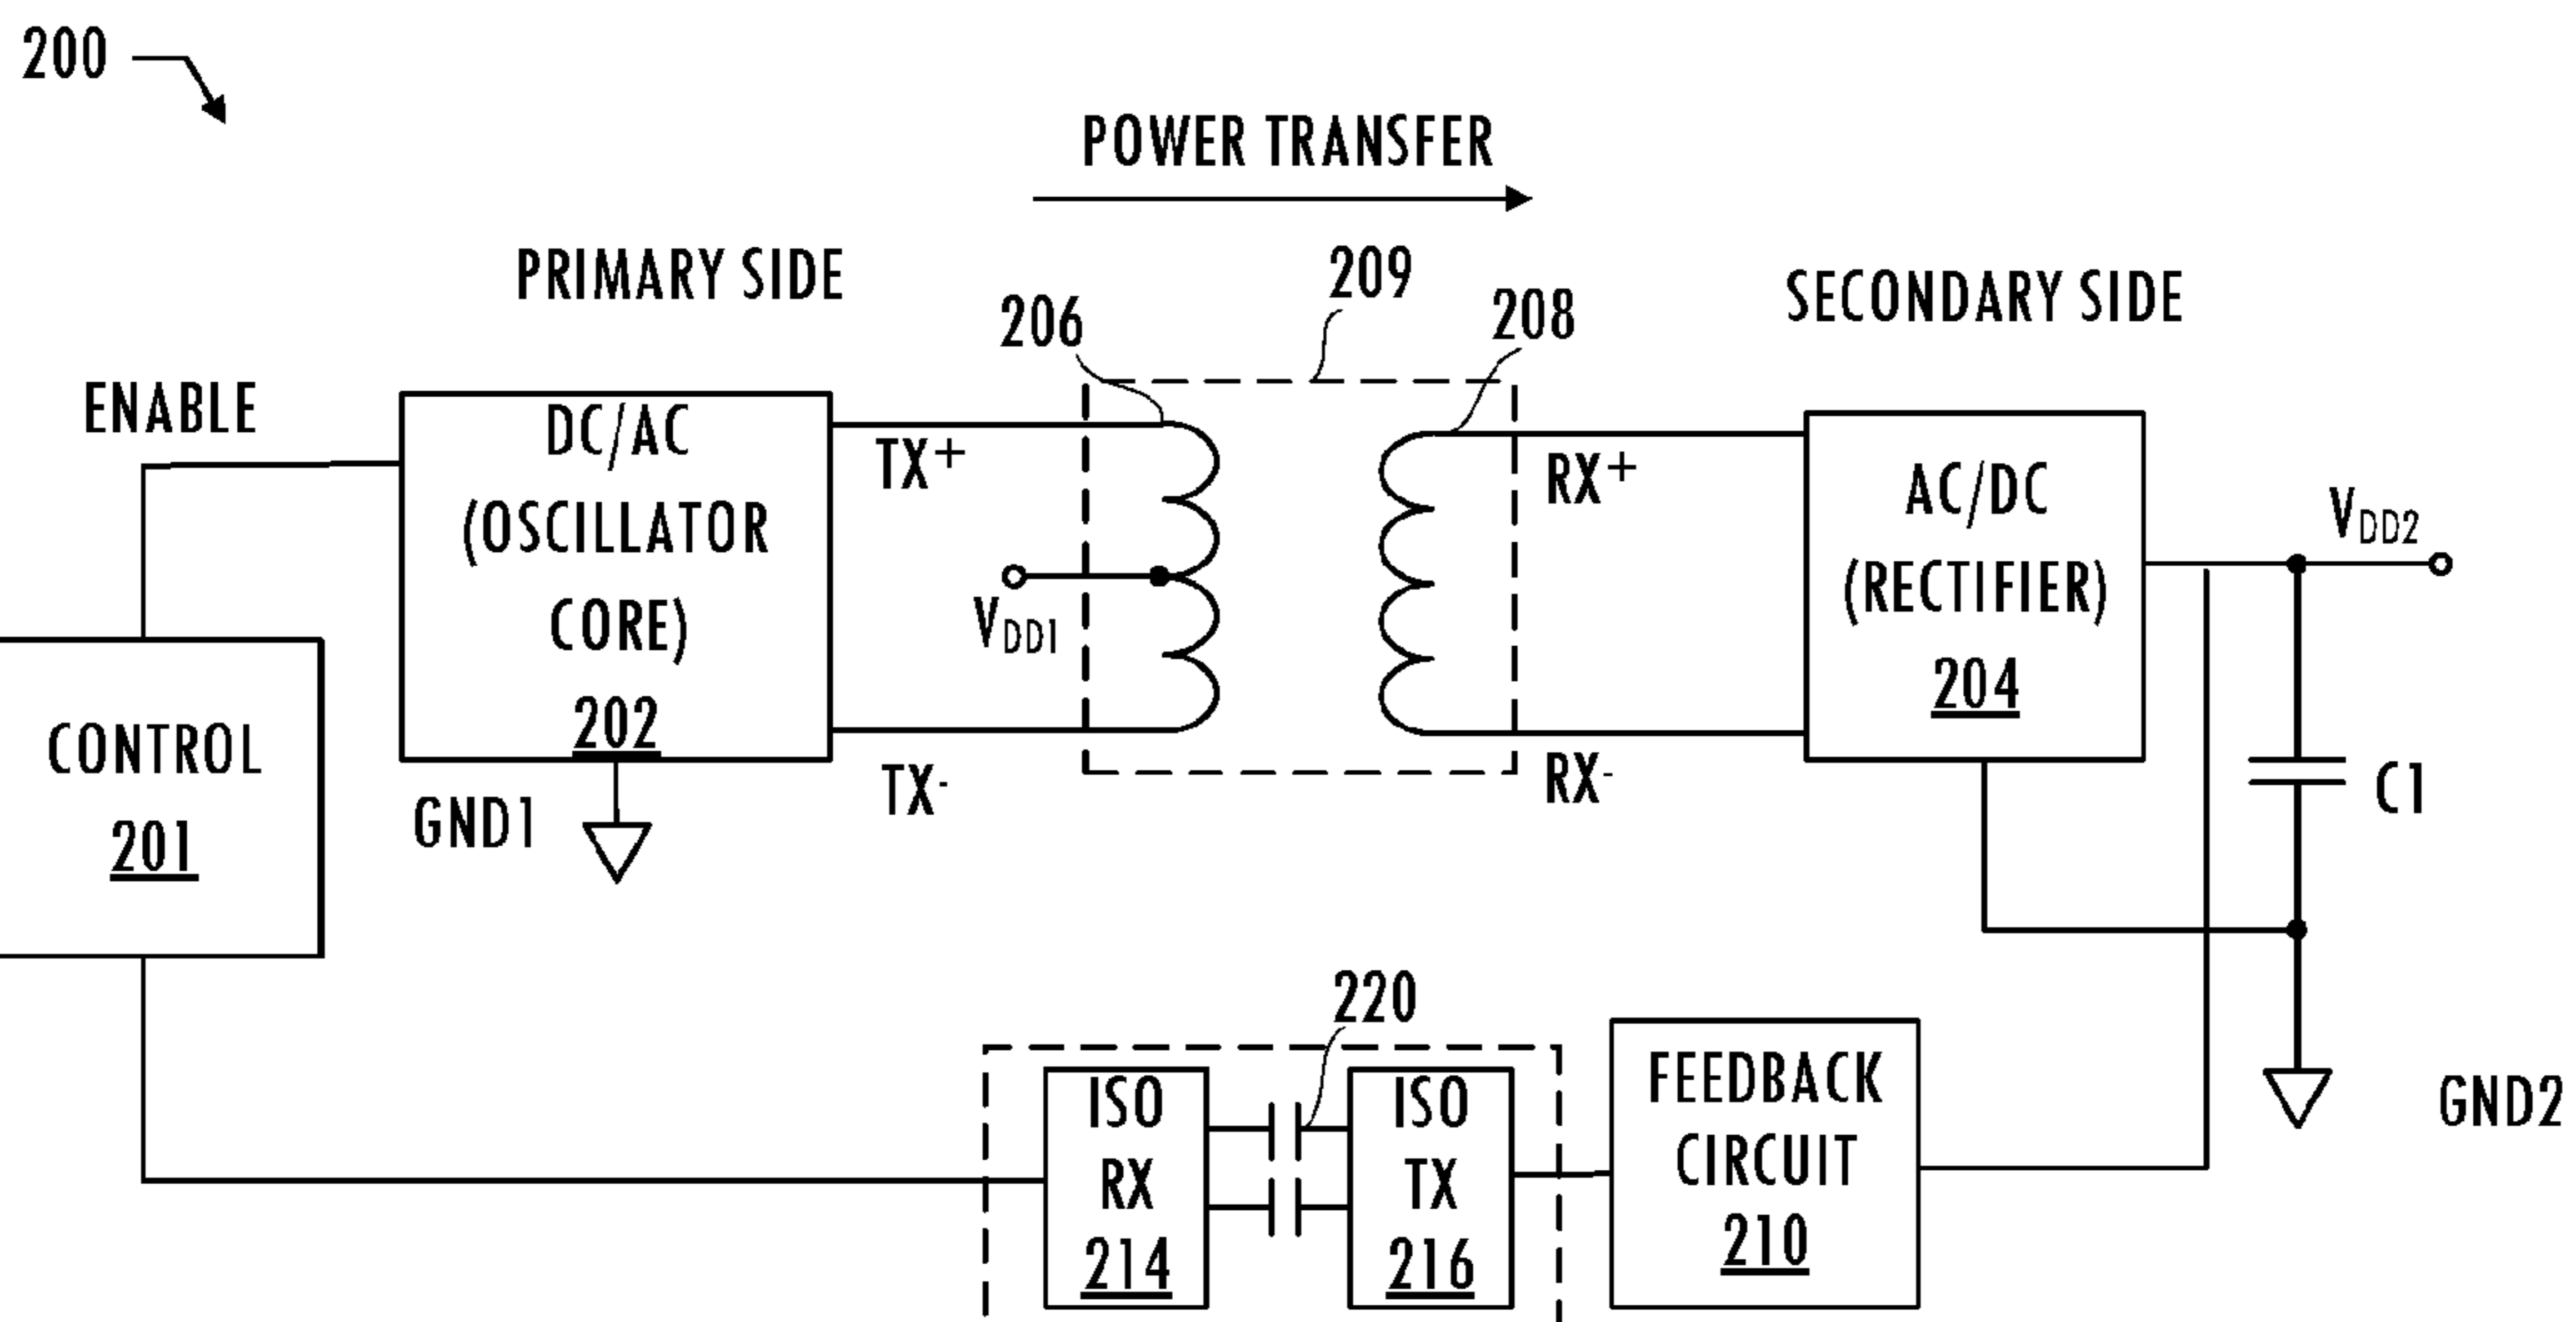 200
POWER TRANSFER
PRIMARY SIDE
209
SECONDARY SIDE
206
208
ENABLE
DC/AC
(OSCILLATOR
CORE)
202
TX+
TX-
VDD1
RX+
RX-
AC/DC
(RECTIFIER)
204
VDD2
CONTROL
201
GND1
C1
220
ISO
RX
214
ISO
TX
216
FEEDBACK
CIRCUIT
210
GND2